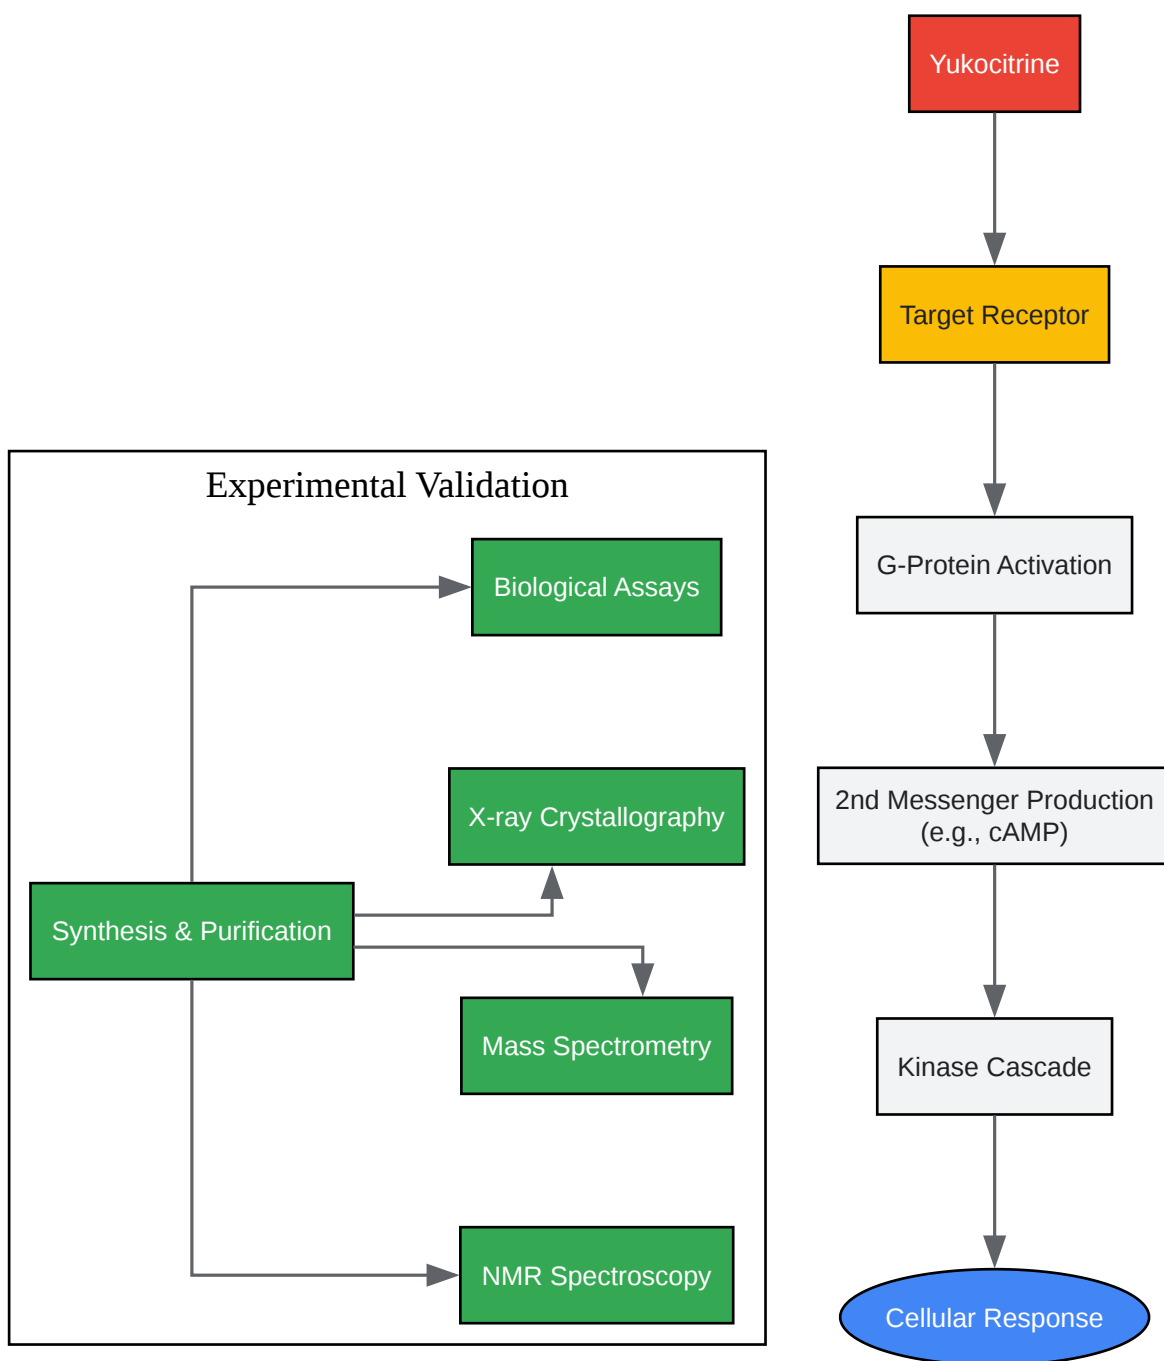 Yukocitrine
Target Receptor
Experimental Validation
Biological Assays
X-ray Crystallography
Synthesis & Purification
Mass Spectrometry
NMR Spectroscopy
G-Protein Activation
2nd Messenger Production
(e.g., cAMP)
Kinase Cascade
Cellular Response